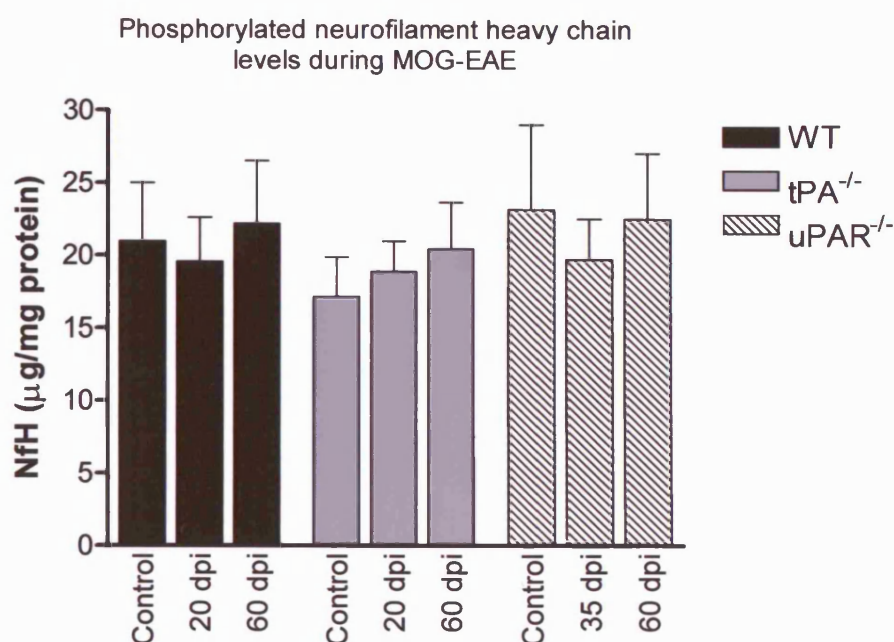 Phosphorylated neurofilament heavy chain
levels during MOG-EAE
30
25
20
15
10
5
0
NfH (µg/mg protein)
Control
20 dpi
60 dpi
Control
20 dpi
60 dpi
Control
35 dpi
60 dpi
WT
tPA⁻/⁻
uPAR⁻/⁻